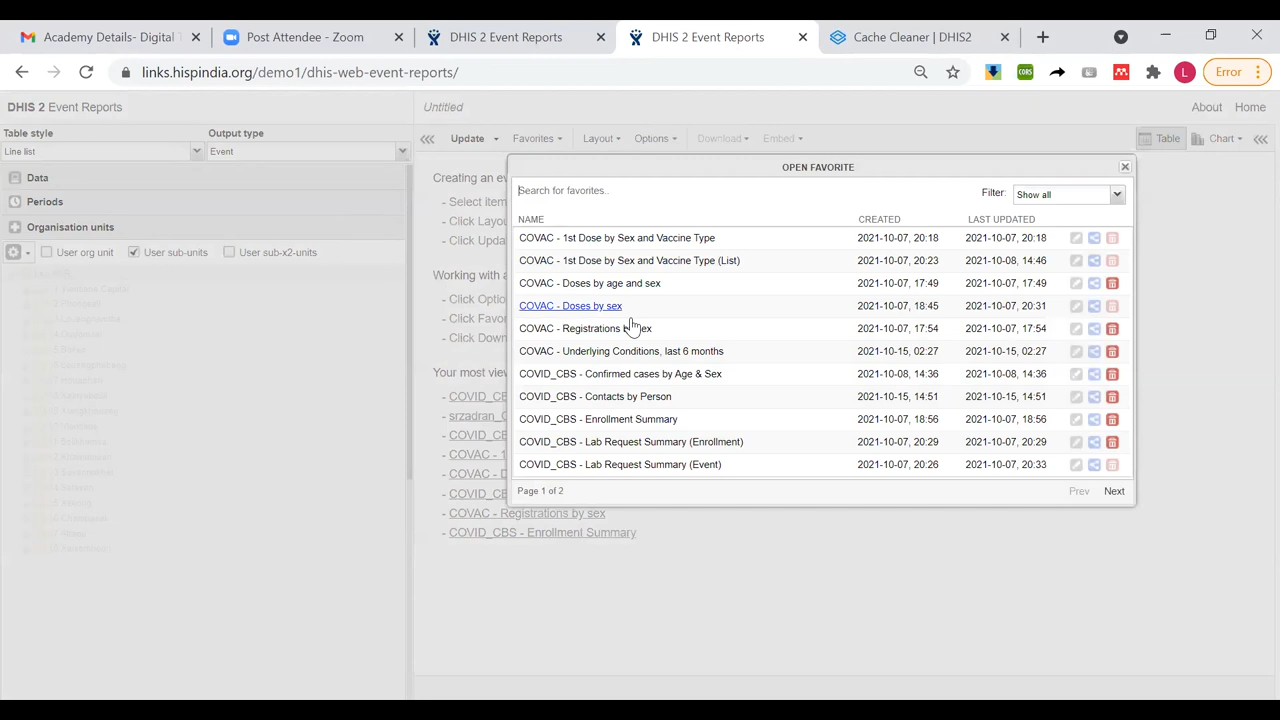 Academy Details- Digital T
Post Attendee - Zoom
DHIS 2 Event Reports
DHIS 2 Event Reports
Cache Cleaner | DHIS2
links.hispindia.org/demo1/dhis-web-event-reports/
CORS
L
Error
DHIS 2 Event Reports
Untitled
About
Home
Table style
Output type
Line list
Event
Update
Favorites
Layout
Options
Download
Embed
Table
Chart
Data
Periods
Organisation units
User org unit
User sub-units
User sub-x2-units
Creating an ev
- Select item
- Click Layou
- Click Upda
Working with a
- Click Optio
- Click Favor
- Click Down
Your most view
- COVID_CB
- srzadran_C
- COVID_CB
- COVAC - 1
- COVAC - D
- COVID_CB
- COVAC - Registrations by sex
- COVID_CBS - Enrollment Summary
OPEN FAVORITE
Search for favorites..
Filter:
Show all
NAME CREATED LAST UPDATED
COVAC - 1st Dose by Sex and Vaccine Type 2021-10-07, 20:18 2021-10-07, 20:18
COVAC - 1st Dose by Sex and Vaccine Type (List) 2021-10-07, 20:23 2021-10-08, 14:46
COVAC - Doses by age and sex 2021-10-07, 17:49 2021-10-07, 17:49
COVAC - Doses by sex 2021-10-07, 18:45 2021-10-07, 20:31
COVAC - Registrations by sex 2021-10-07, 17:54 2021-10-07, 17:54
COVAC - Underlying Conditions, last 6 months 2021-10-15, 02:27 2021-10-15, 02:27
COVID_CBS - Confirmed cases by Age & Sex 2021-10-08, 14:36 2021-10-08, 14:36
COVID_CBS - Contacts by Person 2021-10-15, 14:51 2021-10-15, 14:51
COVID_CBS - Enrollment Summary 2021-10-07, 18:56 2021-10-07, 18:56
COVID_CBS - Lab Request Summary (Enrollment) 2021-10-07, 20:29 2021-10-07, 20:29
COVID_CBS - Lab Request Summary (Event) 2021-10-07, 20:26 2021-10-07, 20:33
Page 1 of 2
Prev
Next